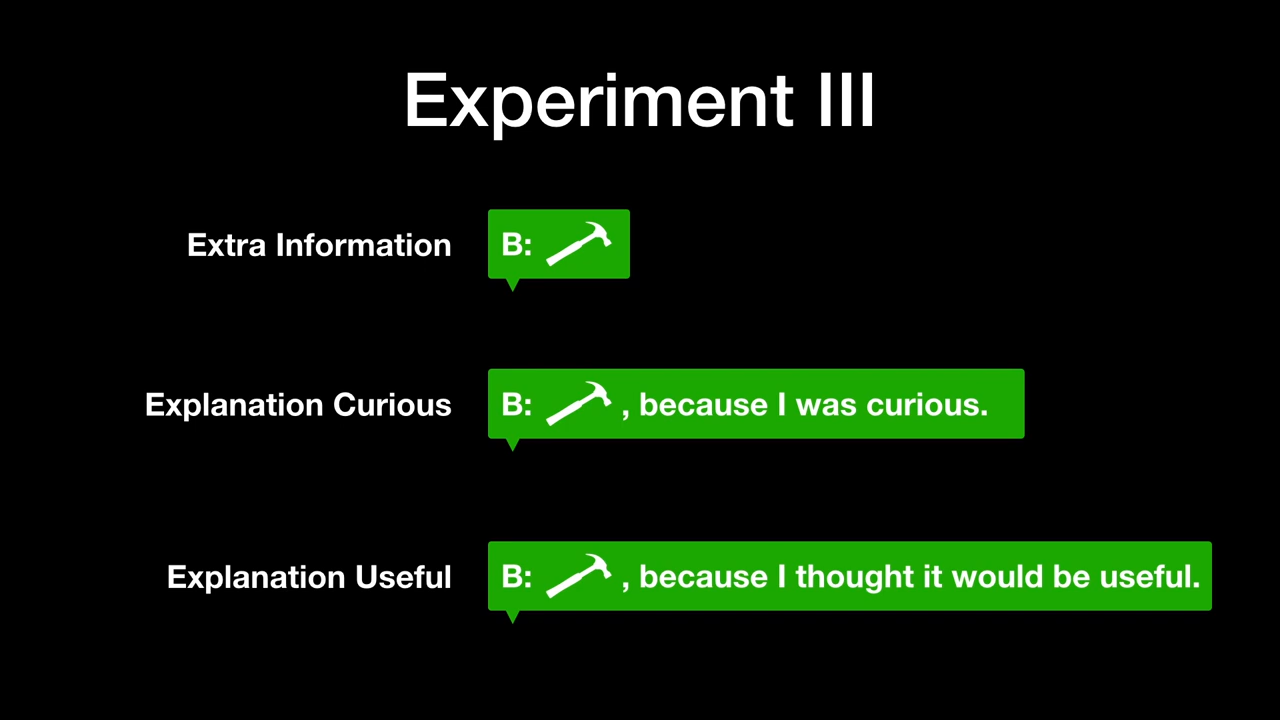 Experiment III
Extra Information B:
Explanation Curious B: , because I was curious.
Explanation Useful B: , because I thought it would be useful.